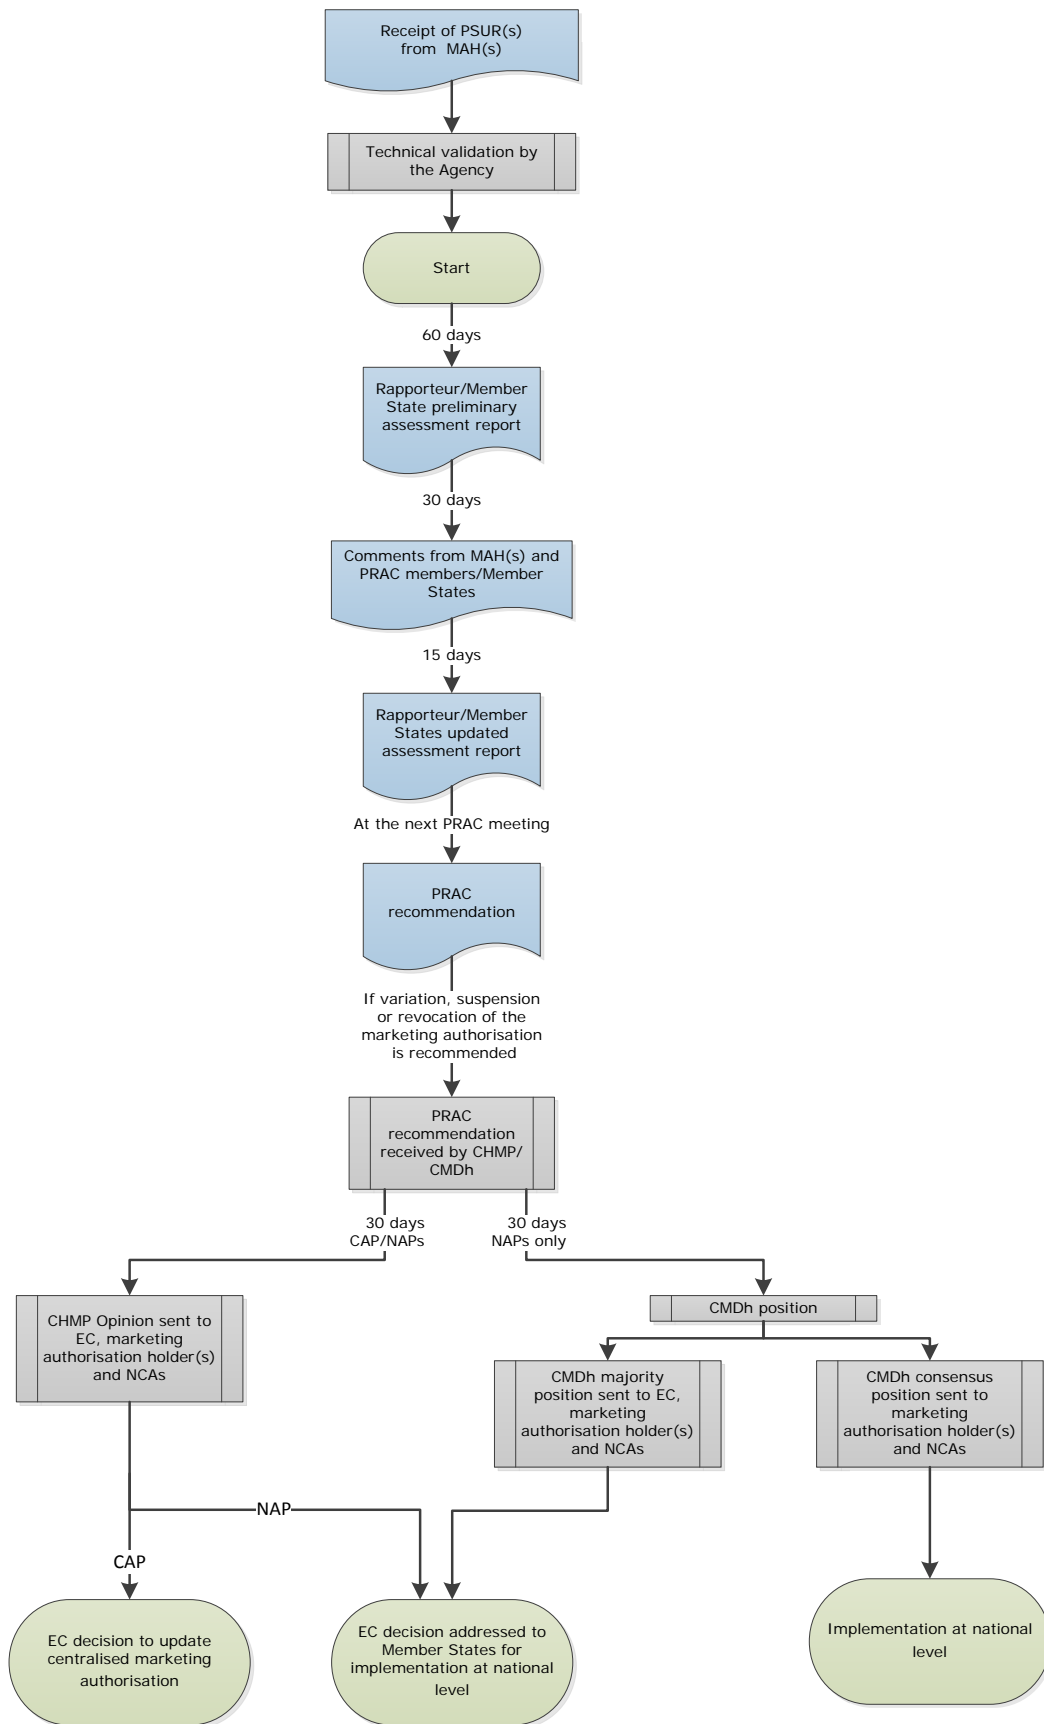 Receipt of PSUR(s)
from  MAH(s)
Technical validation by
the Agency
Start
60 days
Rapporteur/Member
State preliminary
assessment report
30 days
Comments from MAH(s) and
PRAC members/Member
States
15 days
Rapporteur/Member
States updated
assessment report
At the next PRAC meeting
PRAC
recommendation
If variation, suspension
or revocation of the
marketing authorisation
is recommended
PRAC
recommendation
received by CHMP/
CMDh
30 days
CAP/NAPs
30 days
NAPs only
CHMP Opinion sent to
EC, marketing
authorisation holder(s)
and NCAs
CMDh position
CMDh majority
position sent to EC,
marketing
authorisation holder(s)
and NCAs
CMDh consensus
position sent to
marketing
authorisation holder(s)
and NCAs
NAP
CAP
EC decision to update
centralised marketing
authorisation
EC decision addressed to
Member States for
implementation at national
level
Implementation at national
level